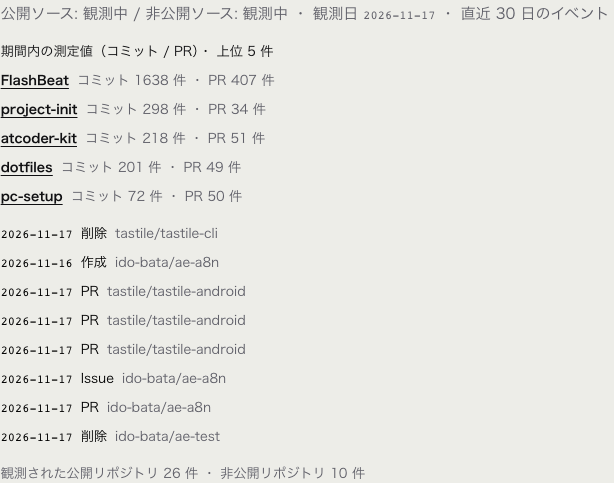 公開ソース: 観測中 / 非公開ソース: 観測中 ・ 観測日 2026-11-17 ・ 直近 30 日のイベント
期間内の測定値（コミット / PR）・ 上位 5 件
FlashBeat コミット 1638 件 ・ PR 407 件
project-init コミット 298 件 ・ PR 34 件
atcoder-kit コミット 218 件 ・ PR 51 件
dotfiles コミット 201 件 ・ PR 49 件
pc-setup コミット 72 件 ・ PR 50 件
2026-11-17 削除 tastile/tastile-cli
2026-11-16 作成 ido-bata/ae-a8n
2026-11-17 PR tastile/tastile-android
2026-11-17 PR tastile/tastile-android
2026-11-17 PR tastile/tastile-android
2026-11-17 Issue ido-bata/ae-a8n
2026-11-17 PR ido-bata/ae-a8n
2026-11-17 削除 ido-bata/ae-test
観測された公開リポジトリ 26 件 ・ 非公開リポジトリ 10 件